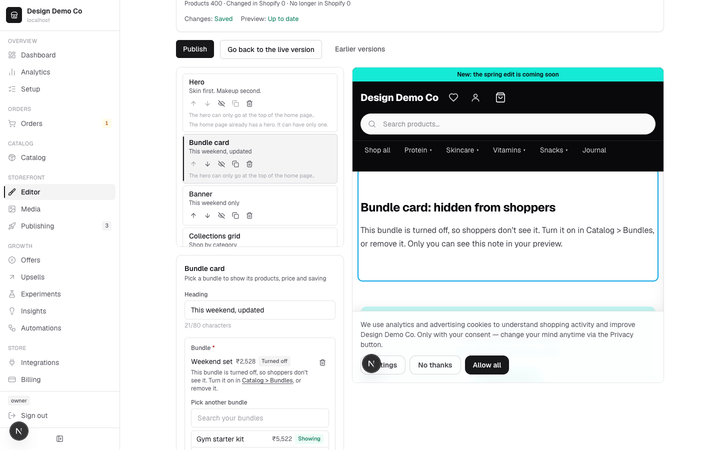 Design Demo Co
localhost
OVERVIEW
Dashboard
Analytics
Setup
ORDERS
Orders 1
CATALOG
Catalog
STOREFRONT
Editor
Media
Publishing 3
GROWTH
Offers
Upsells
Experiments
Insights
Automations
STORE
Integrations
Billing
owner
Sign out
N
Products 400 · Changed in Shopify 0 · No longer in Shopify 0
Changes: Saved Preview: Up to date
Publish
Go back to the live version
Earlier versions
Hero
Skin first. Makeup second.
The hero can only go at the top of the home page.
The home page already has a hero. It can have only one.
Bundle card
This weekend, updated
The hero can only go at the top of the home page.
Banner
This weekend only
Collections grid
Shop by category
Bundle card
Pick a bundle to show its products, price and saving
Heading
This weekend, updated
21/80 characters
Bundle *
Weekend set ₹2,528 Turned off
This bundle is turned off, so shoppers don't
see it. Turn it on in Catalog > Bundles, or
remove it.
Pick another bundle
Search your bundles
Gym starter kit ₹5,522 Showing
New: the spring edit is coming soon
Design Demo Co
Search products...
Shop all Protein Skincare Vitamins Snacks Journal
Bundle card: hidden from shoppers
This bundle is turned off, so shoppers don't see it. Turn it on in Catalog > Bundles,
or remove it. Only you can see this note in your preview.
We use analytics and advertising cookies to understand shopping activity and improve
Design Demo Co. Only with your consent — change your mind anytime via the Privacy
button.
N
tings
No thanks
Allow all